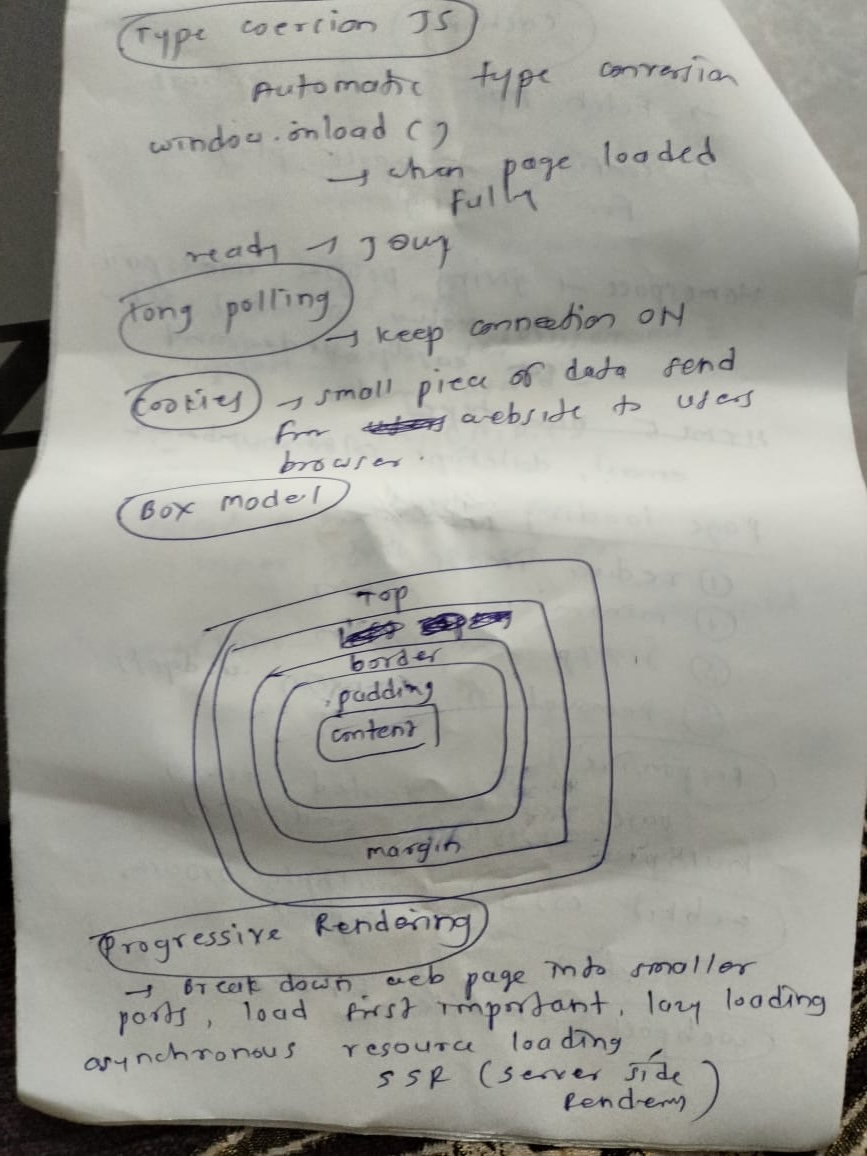 Type coercion JS
Automatic type conversion
window.onload ()
→ when page loaded
Fully
ready →
Long polling
→ keep connection ON
Cookies → small piece of data send
from website to users
browser.
Box model
Top
border
padding
content
margin
Progressive Rendering
→ Break down web page into smaller
parts, load first important, lazy loading
asynchronous resource loading
SSR (server side
Rendering)